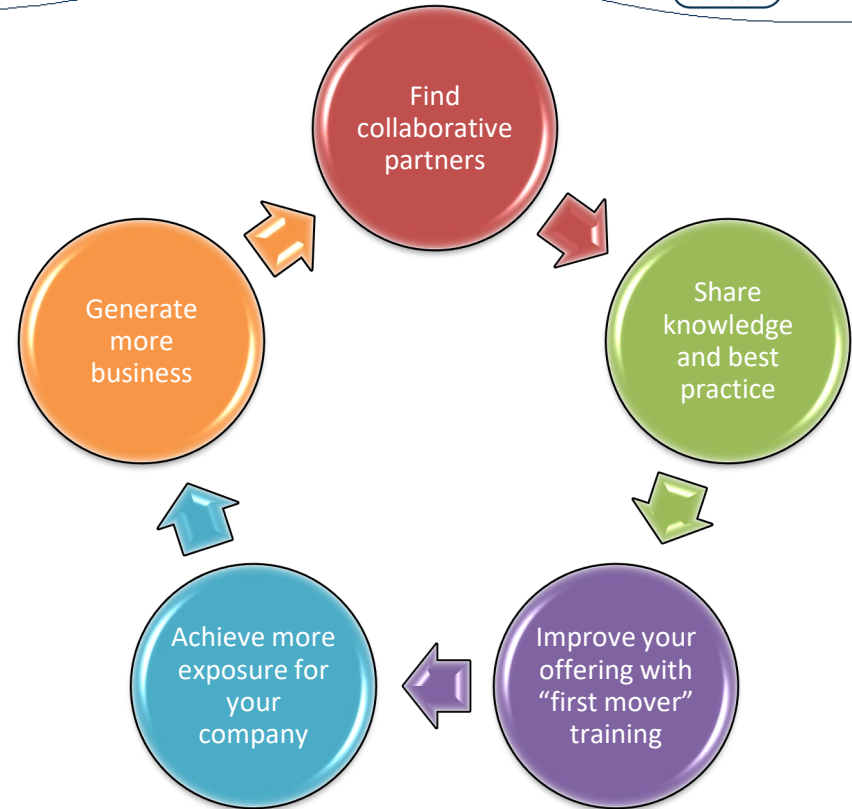 Find
collaborative
partners
Share
knowledge
and best
practice
Improve your
offering with
“first mover”
training
Achieve more
exposure for
your
company
Generate
more
business